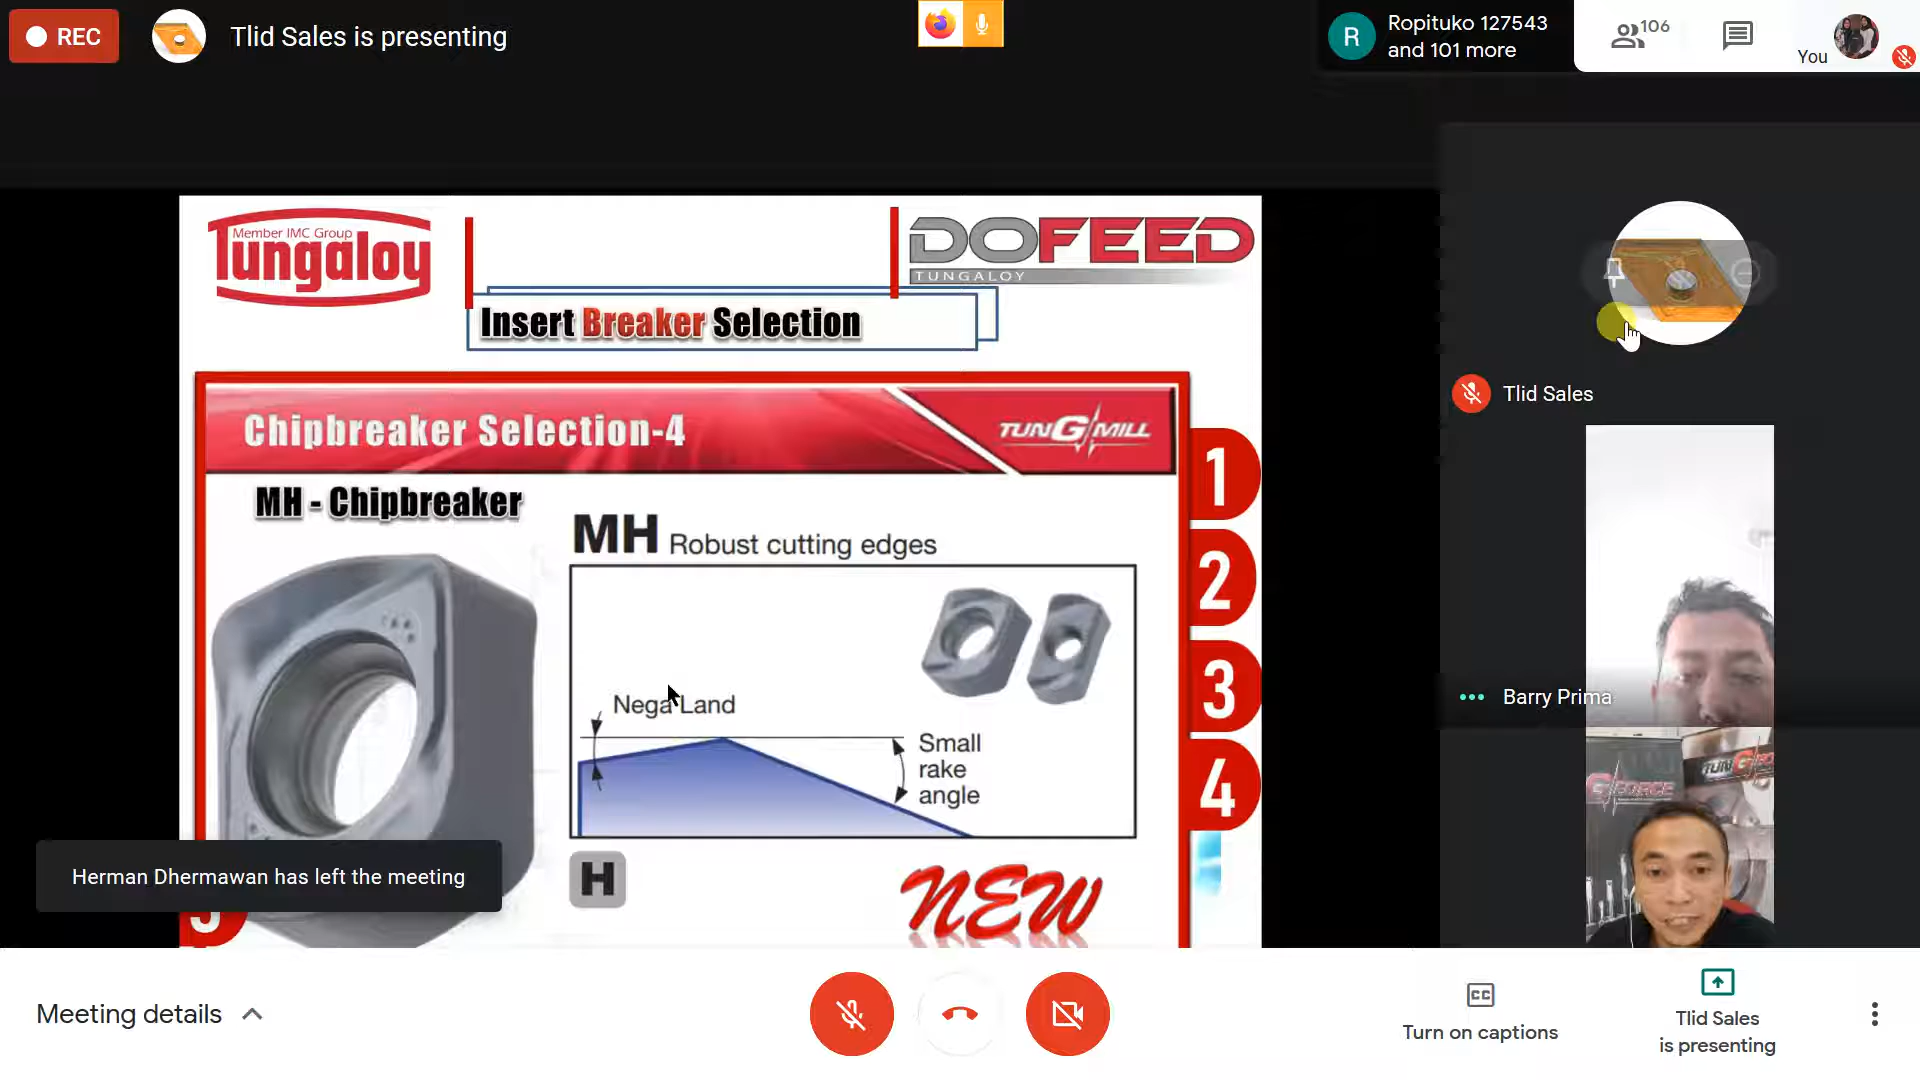 REC
Tlid Sales is presenting
R
Ropituko 127543
and 101 more
106
You
Member IMC Group
Tungaloy
DOFEED
TUNGALOY
Insert Breaker Selection
Chipbreaker Selection-4
TUNGMILL
MH - Chipbreaker
MH Robust cutting edges
Nega Land
Small
rake
angle
H
NEW
1
2
3
4
5
Tlid Sales
Barry Prima
Herman Dhermawan has left the meeting
Meeting details
CC
Turn on captions
Tlid Sales
is presenting